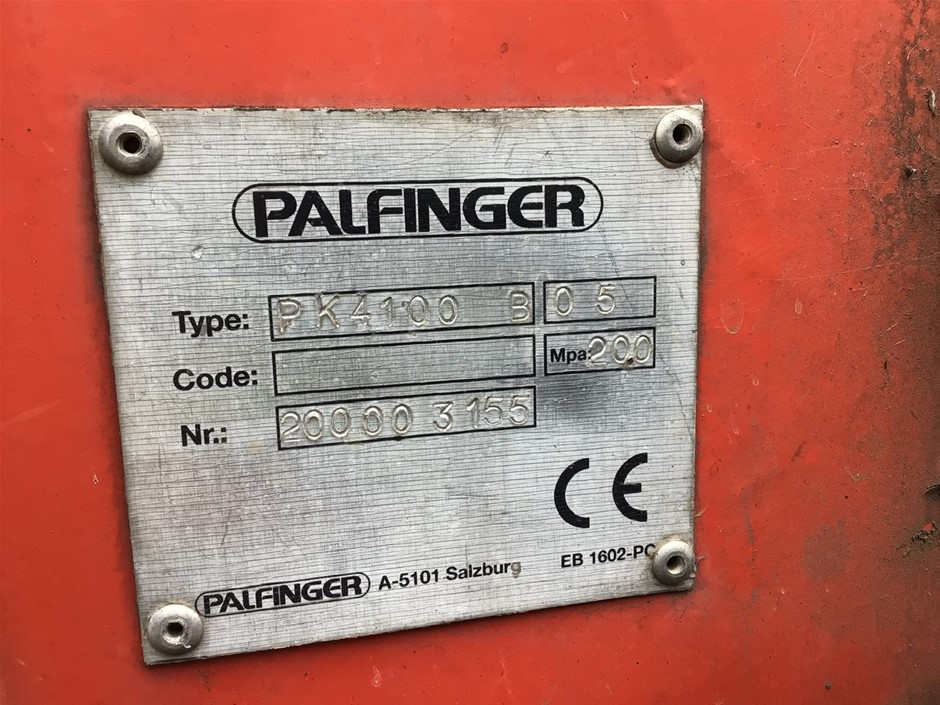 PALFINGER
Type: PK4100 B 05
Code: Mpa: 200
Nr.: 20000 3155
CE
EB 1602-PC
PALFINGER A-5101 Salzburg